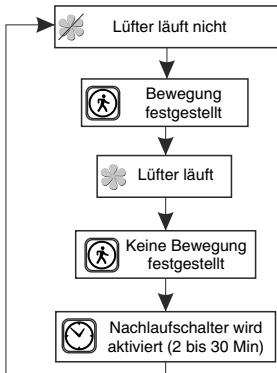 Lüfter läuft nicht
Bewegung
festgestellt
Lüfter läuft
Keine Bewegung
festgestellt
Nachlaufschalter wird
aktiviert (2 bis 30 Min)